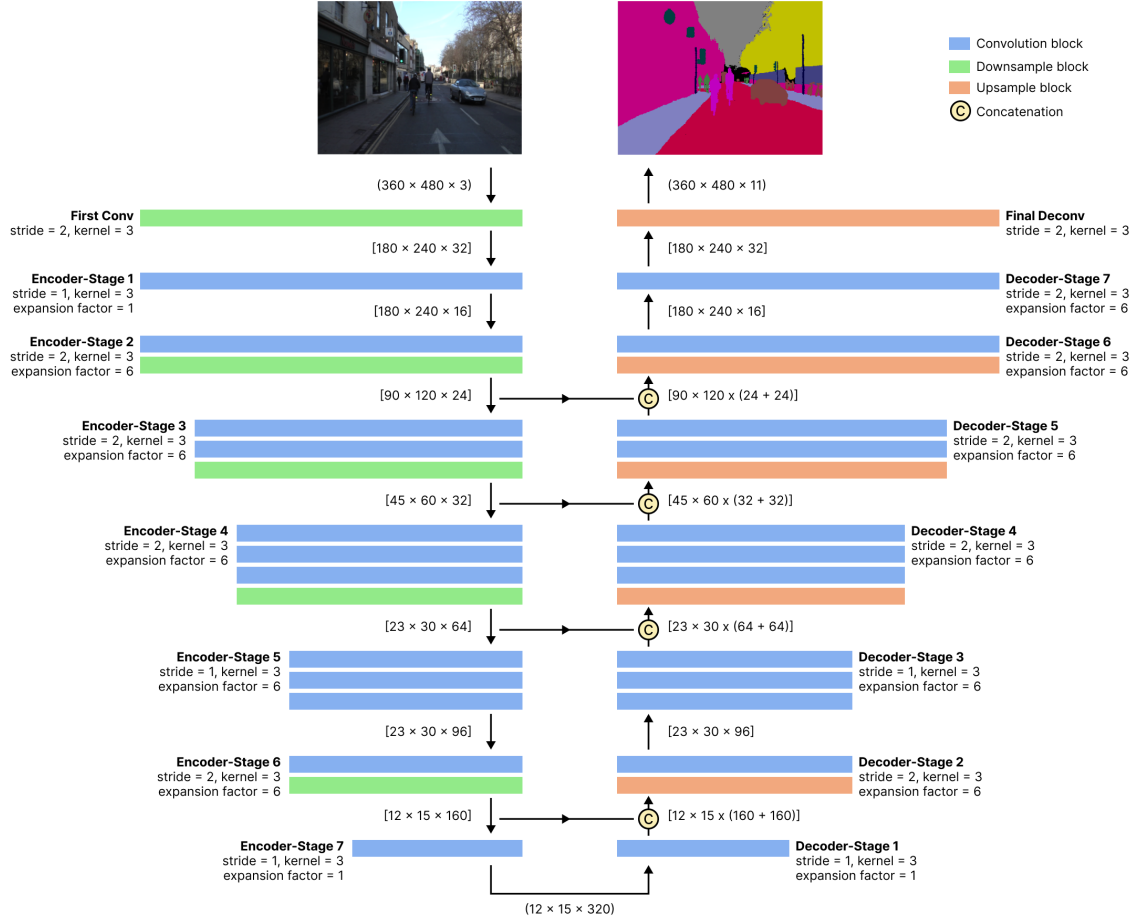 Convolution block
Downsample block
Upsample block
C Concatenation
(360 × 480 × 3)
(360 × 480 × 11)
First Conv
stride = 2, kernel = 3
Final Deconv
stride = 2, kernel = 3
[180 × 240 × 32]
[180 × 240 × 32]
Encoder-Stage 1
stride = 1, kernel = 3
expansion factor = 1
Decoder-Stage 7
stride = 2, kernel = 3
expansion factor = 6
[180 × 240 × 16]
[180 × 240 × 16]
Encoder-Stage 2
stride = 2, kernel = 3
expansion factor = 6
Decoder-Stage 6
stride = 2, kernel = 3
expansion factor = 6
[90 × 120 × 24]
C
[90 × 120 x (24 + 24)]
Encoder-Stage 3
stride = 2, kernel = 3
expansion factor = 6
Decoder-Stage 5
stride = 2, kernel = 3
expansion factor = 6
[45 × 60 × 32]
C
[45 × 60 x (32 + 32)]
Encoder-Stage 4
stride = 2, kernel = 3
expansion factor = 6
Decoder-Stage 4
stride = 2, kernel = 3
expansion factor = 6
[23 × 30 × 64]
C
[23 × 30 x (64 + 64)]
Encoder-Stage 5
stride = 1, kernel = 3
expansion factor = 6
Decoder-Stage 3
stride = 1, kernel = 3
expansion factor = 6
[23 × 30 × 96]
[23 × 30 × 96]
Encoder-Stage 6
stride = 2, kernel = 3
expansion factor = 6
Decoder-Stage 2
stride = 2, kernel = 3
expansion factor = 6
[12 × 15 × 160]
C
[12 × 15 x (160 + 160)]
Encoder-Stage 7
stride = 1, kernel = 3
expansion factor = 1
Decoder-Stage 1
stride = 1, kernel = 3
expansion factor = 1
(12 × 15 × 320)